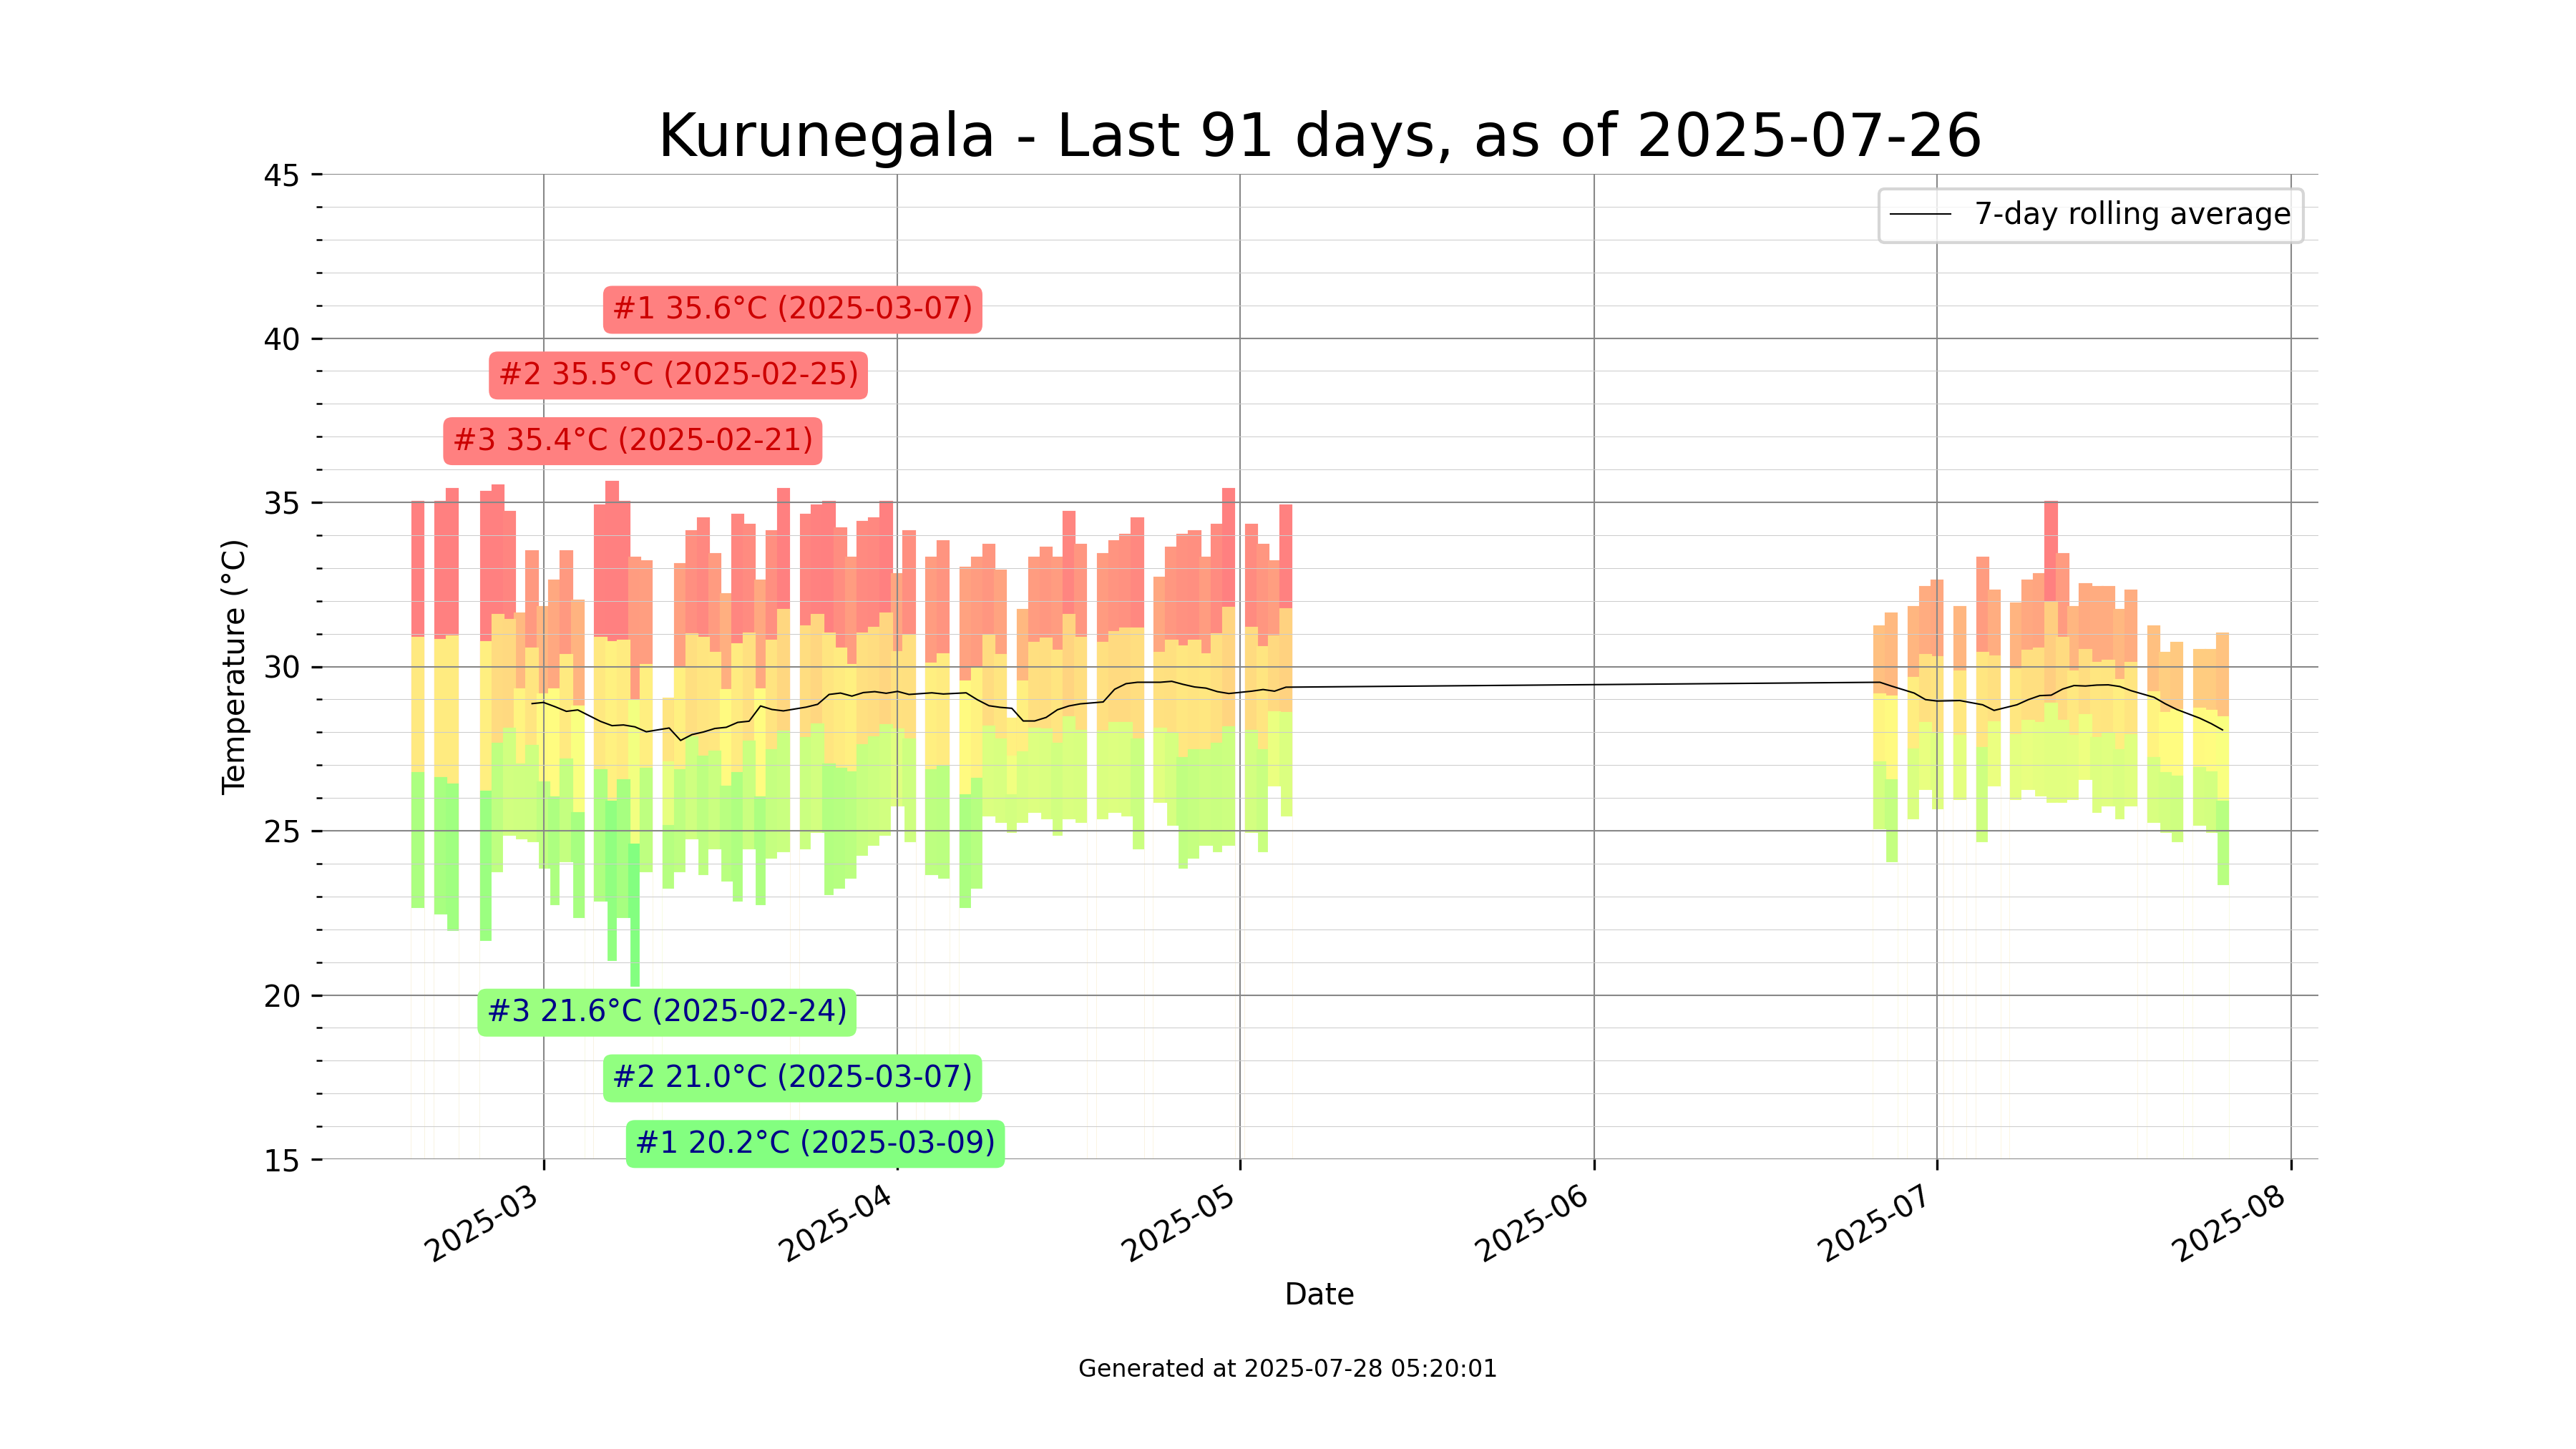 Kurunegala - Last 91 days, as of 2025-07-26
7-day rolling average
45
40
35
30
25
20
15
Temperature (°C)
#1 35.6°C (2025-03-07)
#2 35.5°C (2025-02-25)
#3 35.4°C (2025-02-21)
#3 21.6°C (2025-02-24)
#2 21.0°C (2025-03-07)
#1 20.2°C (2025-03-09)
2025-03
2025-04
2025-05
2025-06
2025-07
2025-08
Date
Generated at 2025-07-28 05:20:01